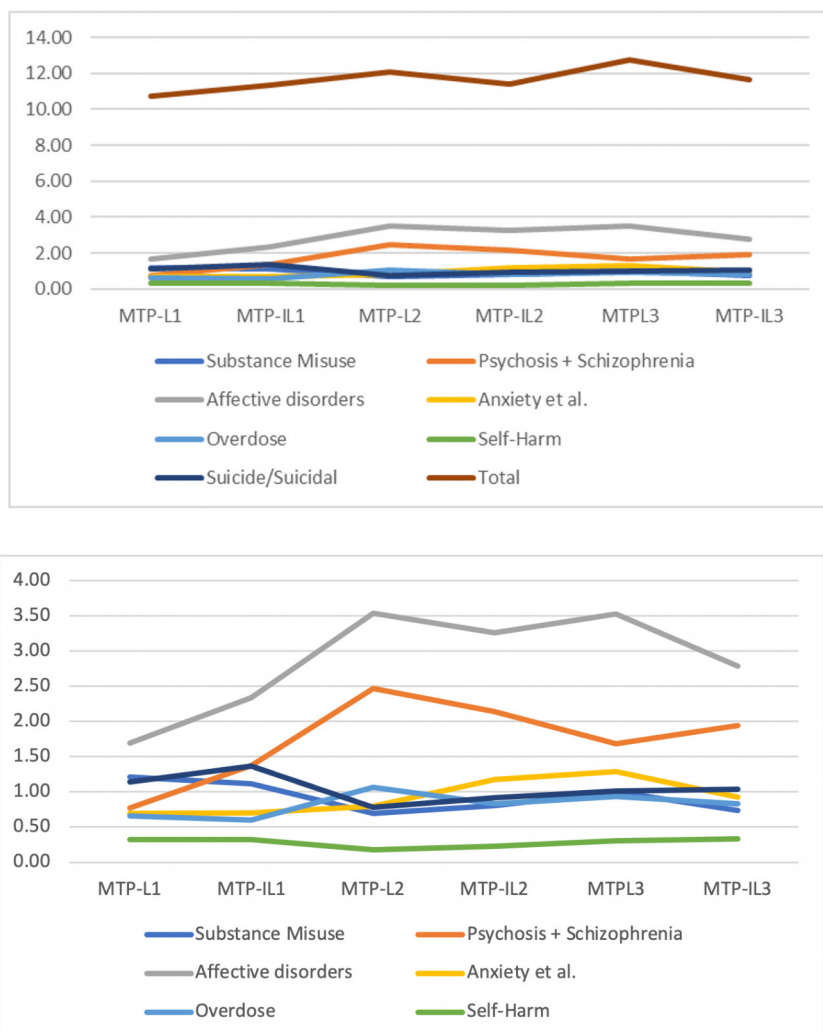 14.00
12.00
10.00
8.00
6.00
4.00
2.00
0.00
MTP-L1 MTP-IL1 MTP-L2 MTP-IL2 MTPL3 MTP-IL3
Substance Misuse Psychosis + Schizophrenia
Affective disorders Anxiety et al.
Overdose Self-Harm
Suicide/Suicidal Total
4.00
3.50
3.00
2.50
2.00
1.50
1.00
0.50
0.00
MTP-L1 MTP-IL1 MTP-L2 MTP-IL2 MTPL3 MTP-IL3
Substance Misuse Psychosis + Schizophrenia
Affective disorders Anxiety et al.
Overdose Self-Harm